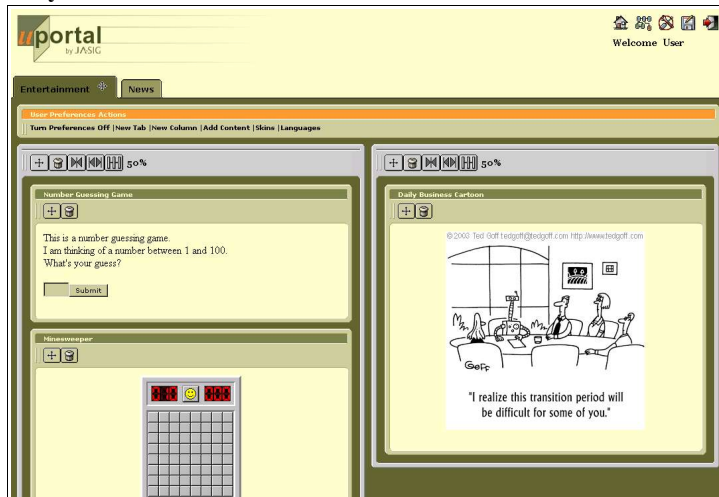 uportal
by JASIG
Welcome User
Entertainment
News
User Preferences Actions
Turn Preferences Off |New Tab |New Column |Add Content |Skins |Languages
50%
50%
Number Guessing Game
This is a number guessing game.
I am thinking of a number between 1 and 100.
What's your guess?
Submit
Minesweeper
010
000
Daily Business Cartoon
© 2002 Ted Goff tedgoff@tedgoff.com http://www.tedgoff.com
GOFF
"I realize this transition period will
be difficult for some of you."